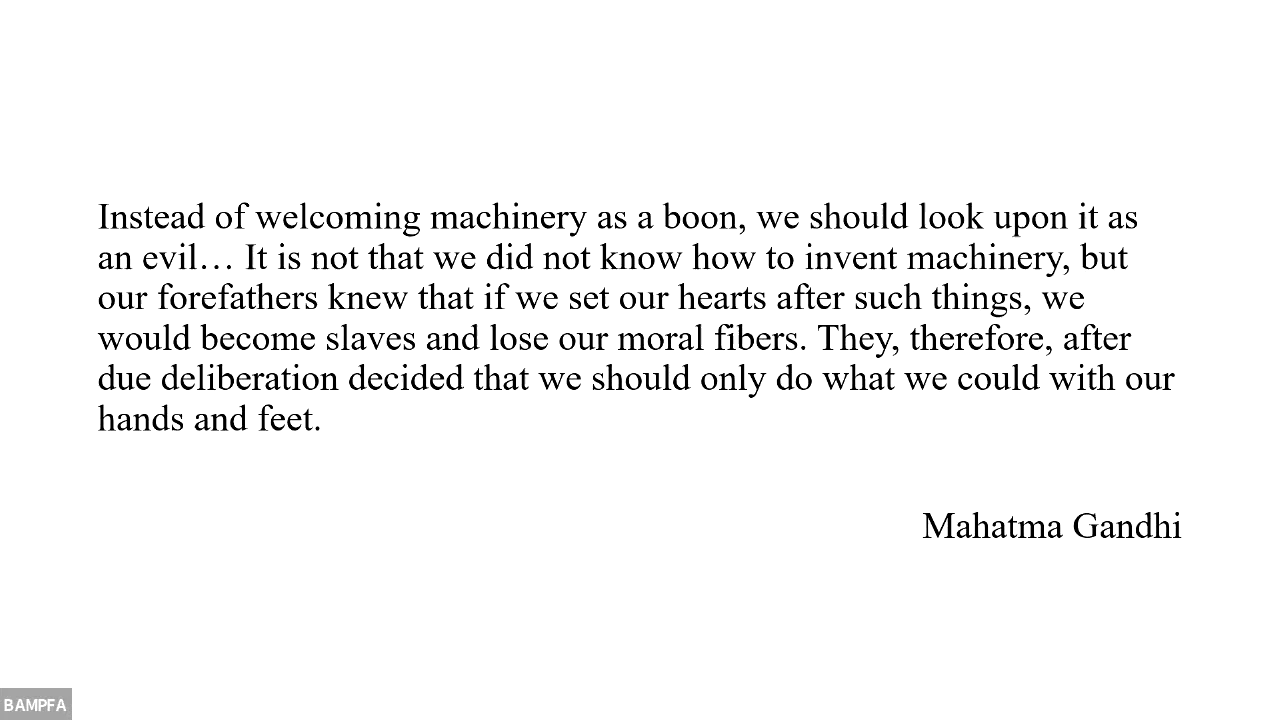 Instead of welcoming machinery as a boon, we should look upon it as
an evil… It is not that we did not know how to invent machinery, but
our forefathers knew that if we set our hearts after such things, we
would become slaves and lose our moral fibers. They, therefore, after
due deliberation decided that we should only do what we could with our
hands and feet.
Mahatma Gandhi
BAMPFA